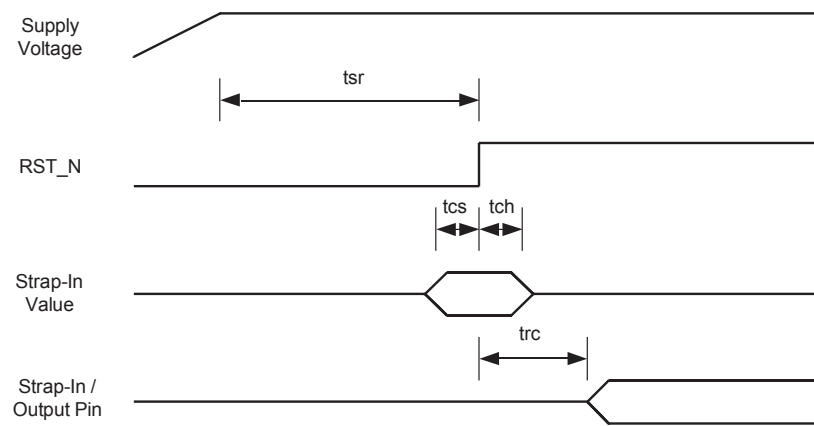 Supply
Voltage
tsr
RST_N
tcs
tch
Strap-In
Value
trc
Strap-In /
Output Pin